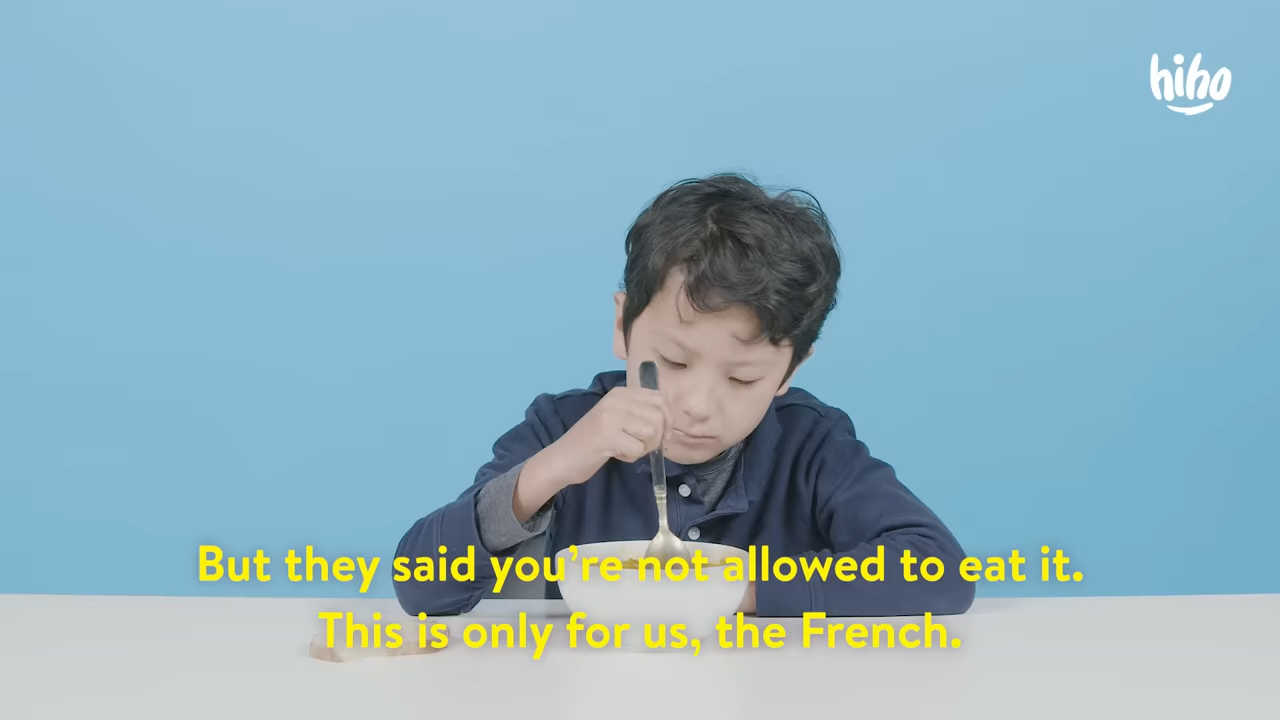 hiho
But they said you're not allowed to eat it.
This is only for us, the French.